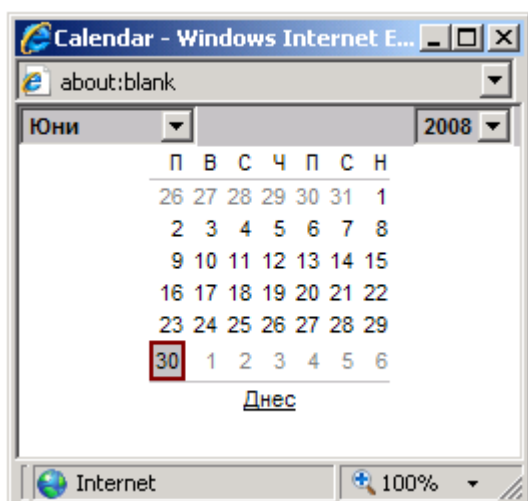 Calendar - Windows Internet E...
about:blank
Юни 2008
П В С Ч П С Н
26 27 28 29 30 31 1
2 3 4 5 6 7 8
9 10 11 12 13 14 15
16 17 18 19 20 21 22
23 24 25 26 27 28 29
30 1 2 3 4 5 6
Днес
Internet 100%